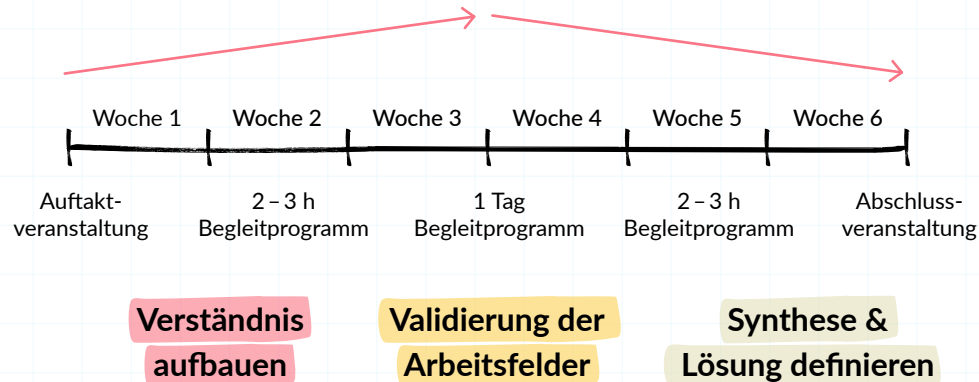 Woche 1 Woche 2 Woche 3 Woche 4 Woche 5 Woche 6
Auftakt-
veranstaltung
2 – 3 h
Begleitprogramm
1 Tag
Begleitprogramm
2 – 3 h
Begleitprogramm
Abschluss-
veranstaltung
Verständnis
aufbauen
Validierung der
Arbeitsfelder
Synthese &
Lösung definieren